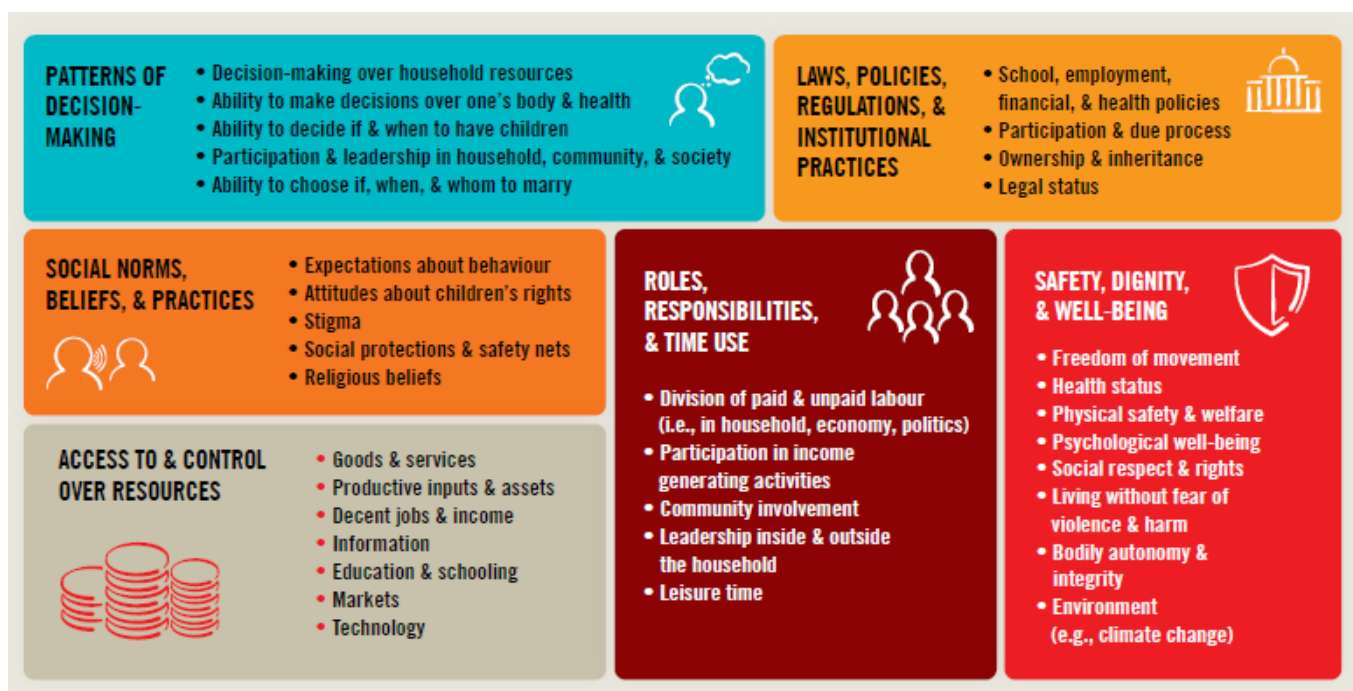 PATTERNS OF
DECISION-
MAKING
• Decision-making over household resources
• Ability to make decisions over one's body & health
• Ability to decide if & when to have children
• Participation & leadership in household, community, & society
• Ability to choose if, when, & whom to marry
LAWS, POLICIES,
REGULATIONS, &
INSTITUTIONAL
PRACTICES
• School, employment,
financial, & health policies
• Participation & due process
• Ownership & inheritance
• Legal status
SOCIAL NORMS,
BELIEFS, & PRACTICES
• Expectations about behaviour
• Attitudes about children's rights
• Stigma
• Social protections & safety nets
• Religious beliefs
ACCESS TO & CONTROL
OVER RESOURCES
• Goods & services
• Productive inputs & assets
• Decent jobs & income
• Information
• Education & schooling
• Markets
• Technology
ROLES,
RESPONSIBILITIES,
& TIME USE
• Division of paid & unpaid labour
(i.e., in household, economy, politics)
• Participation in income
generating activities
• Community involvement
• Leadership inside & outside
the household
• Leisure time
SAFETY, DIGNITY,
& WELL-BEING
• Freedom of movement
• Health status
• Physical safety & welfare
• Psychological well-being
• Social respect & rights
• Living without fear of
violence & harm
• Bodily autonomy &
integrity
• Environment
(e.g., climate change)